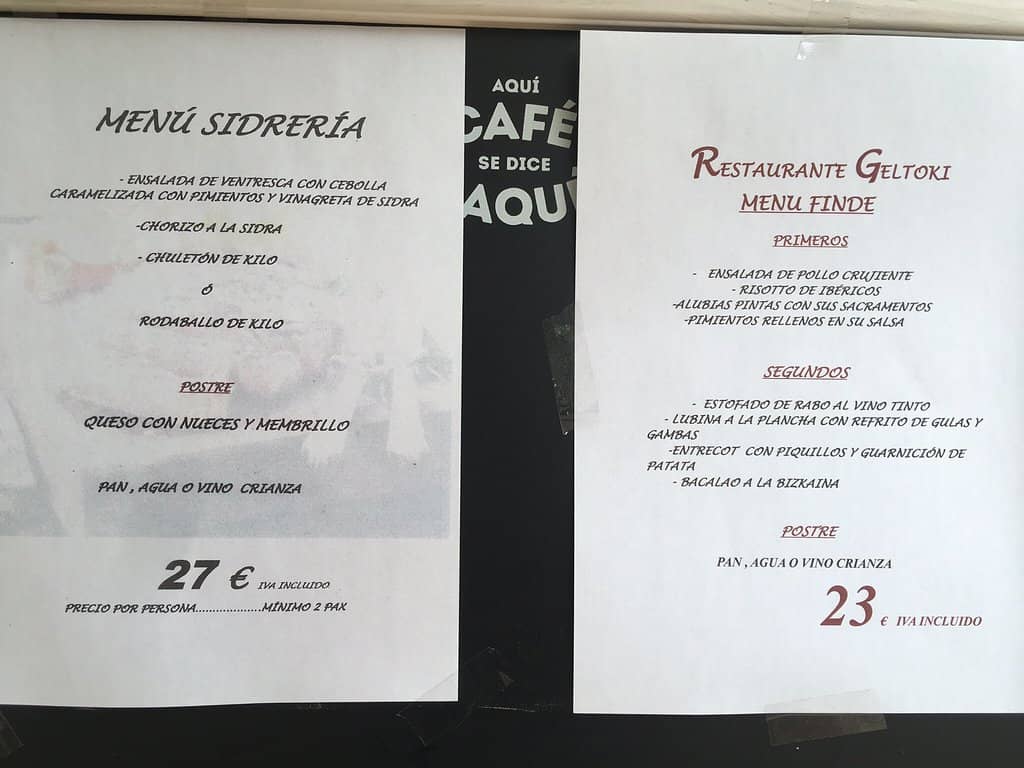 MENÚ SIDRERÍA
- ENSALADA DE VENTRESCA CON CEBOLLA
CARAMELIZADA CON PIMIENTOS Y VINAGRETA DE SIDRA
-CHORIZO A LA SIDRA
- CHULETÓN DE KILO
Ó
RODABALLO DE KILO
POSTRE
QUESO CON NUECES Y MEMBRILLO
PAN , AGUA O VINO CRIANZA
27 € IVA INCLUIDO
PRECIO POR PERSONA...................MÍNIMO 2 PAX
AQUÍ
CAFÉ
SE DICE
AQUÍ
RESTAURANTE GELTOKI
MENU FINDE
PRIMEROS
- ENSALADA DE POLLO CRUJIENTE
- RISOTTO DE IBÉRICOS
-ALUBIAS PINTAS CON SUS SACRAMENTOS
-PIMIENTOS RELLENOS EN SU SALSA
SEGUNDOS
- ESTOFADO DE RABO AL VINO TINTO
- LUBINA A LA PLANCHA CON REFRITO DE GULAS Y
GAMBAS
-ENTRECOT CON PIQUILLOS Y GUARNICIÓN DE
PATATA
- BACALAO A LA BIZKAINA
POSTRE
PAN , AGUA O VINO CRIANZA
23 € IVA INCLUIDO